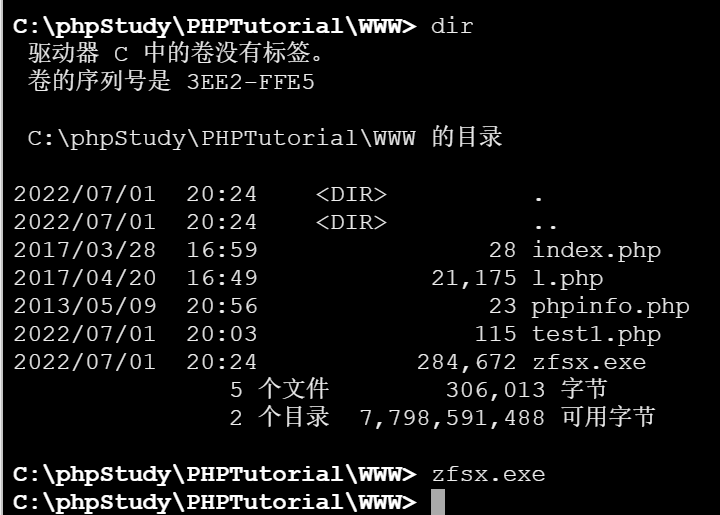 C:\phpStudy\PHPTutorial\WWW> dir
驱动器 C 中的卷没有标签。
卷的序列号是 3EE2-FFE5
C:\phpStudy\PHPTutorial\WWW 的目录
2022/07/01  20:24    <DIR>          .
2022/07/01  20:24    <DIR>          ..
2017/03/28  16:59                28 index.php
2017/04/20  16:49            21,175 l.php
2013/05/09  20:56                23 phpinfo.php
2022/07/01  20:03               115 test1.php
2022/07/01  20:24           284,672 zfsx.exe
5 个文件        306,013 字节
2 个目录  7,798,591,488 可用字节
C:\phpStudy\PHPTutorial\WWW> zfsx.exe
C:\phpStudy\PHPTutorial\WWW>